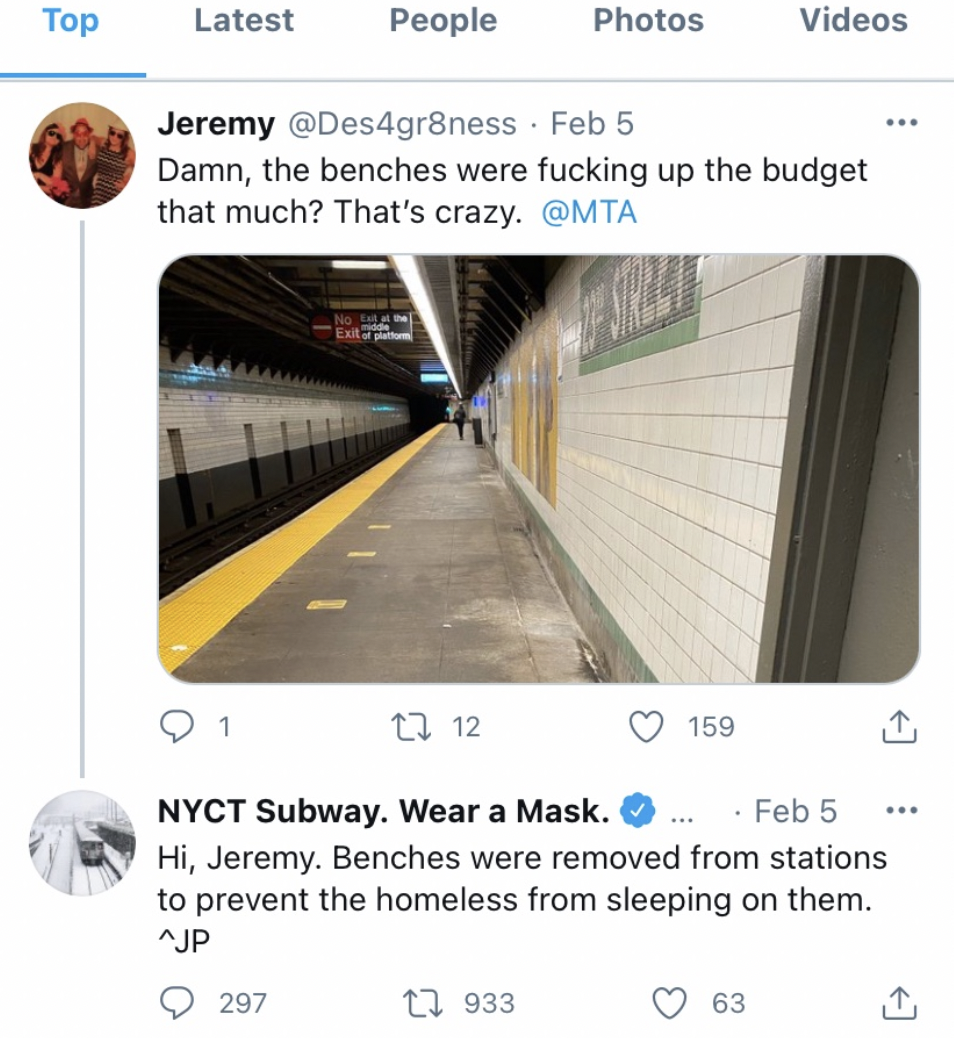 Top Latest People Photos Videos
Jeremy @Des4gr8ness · Feb 5 •••
Damn, the benches were fucking up the budget
that much? That’s crazy. @MTA
No Exit
Exit at the
middle
of platform
STREET
1 12 159
NYCT Subway. Wear a Mask. ... · Feb 5 •••
Hi, Jeremy. Benches were removed from stations
to prevent the homeless from sleeping on them.
^JP
297 933 63